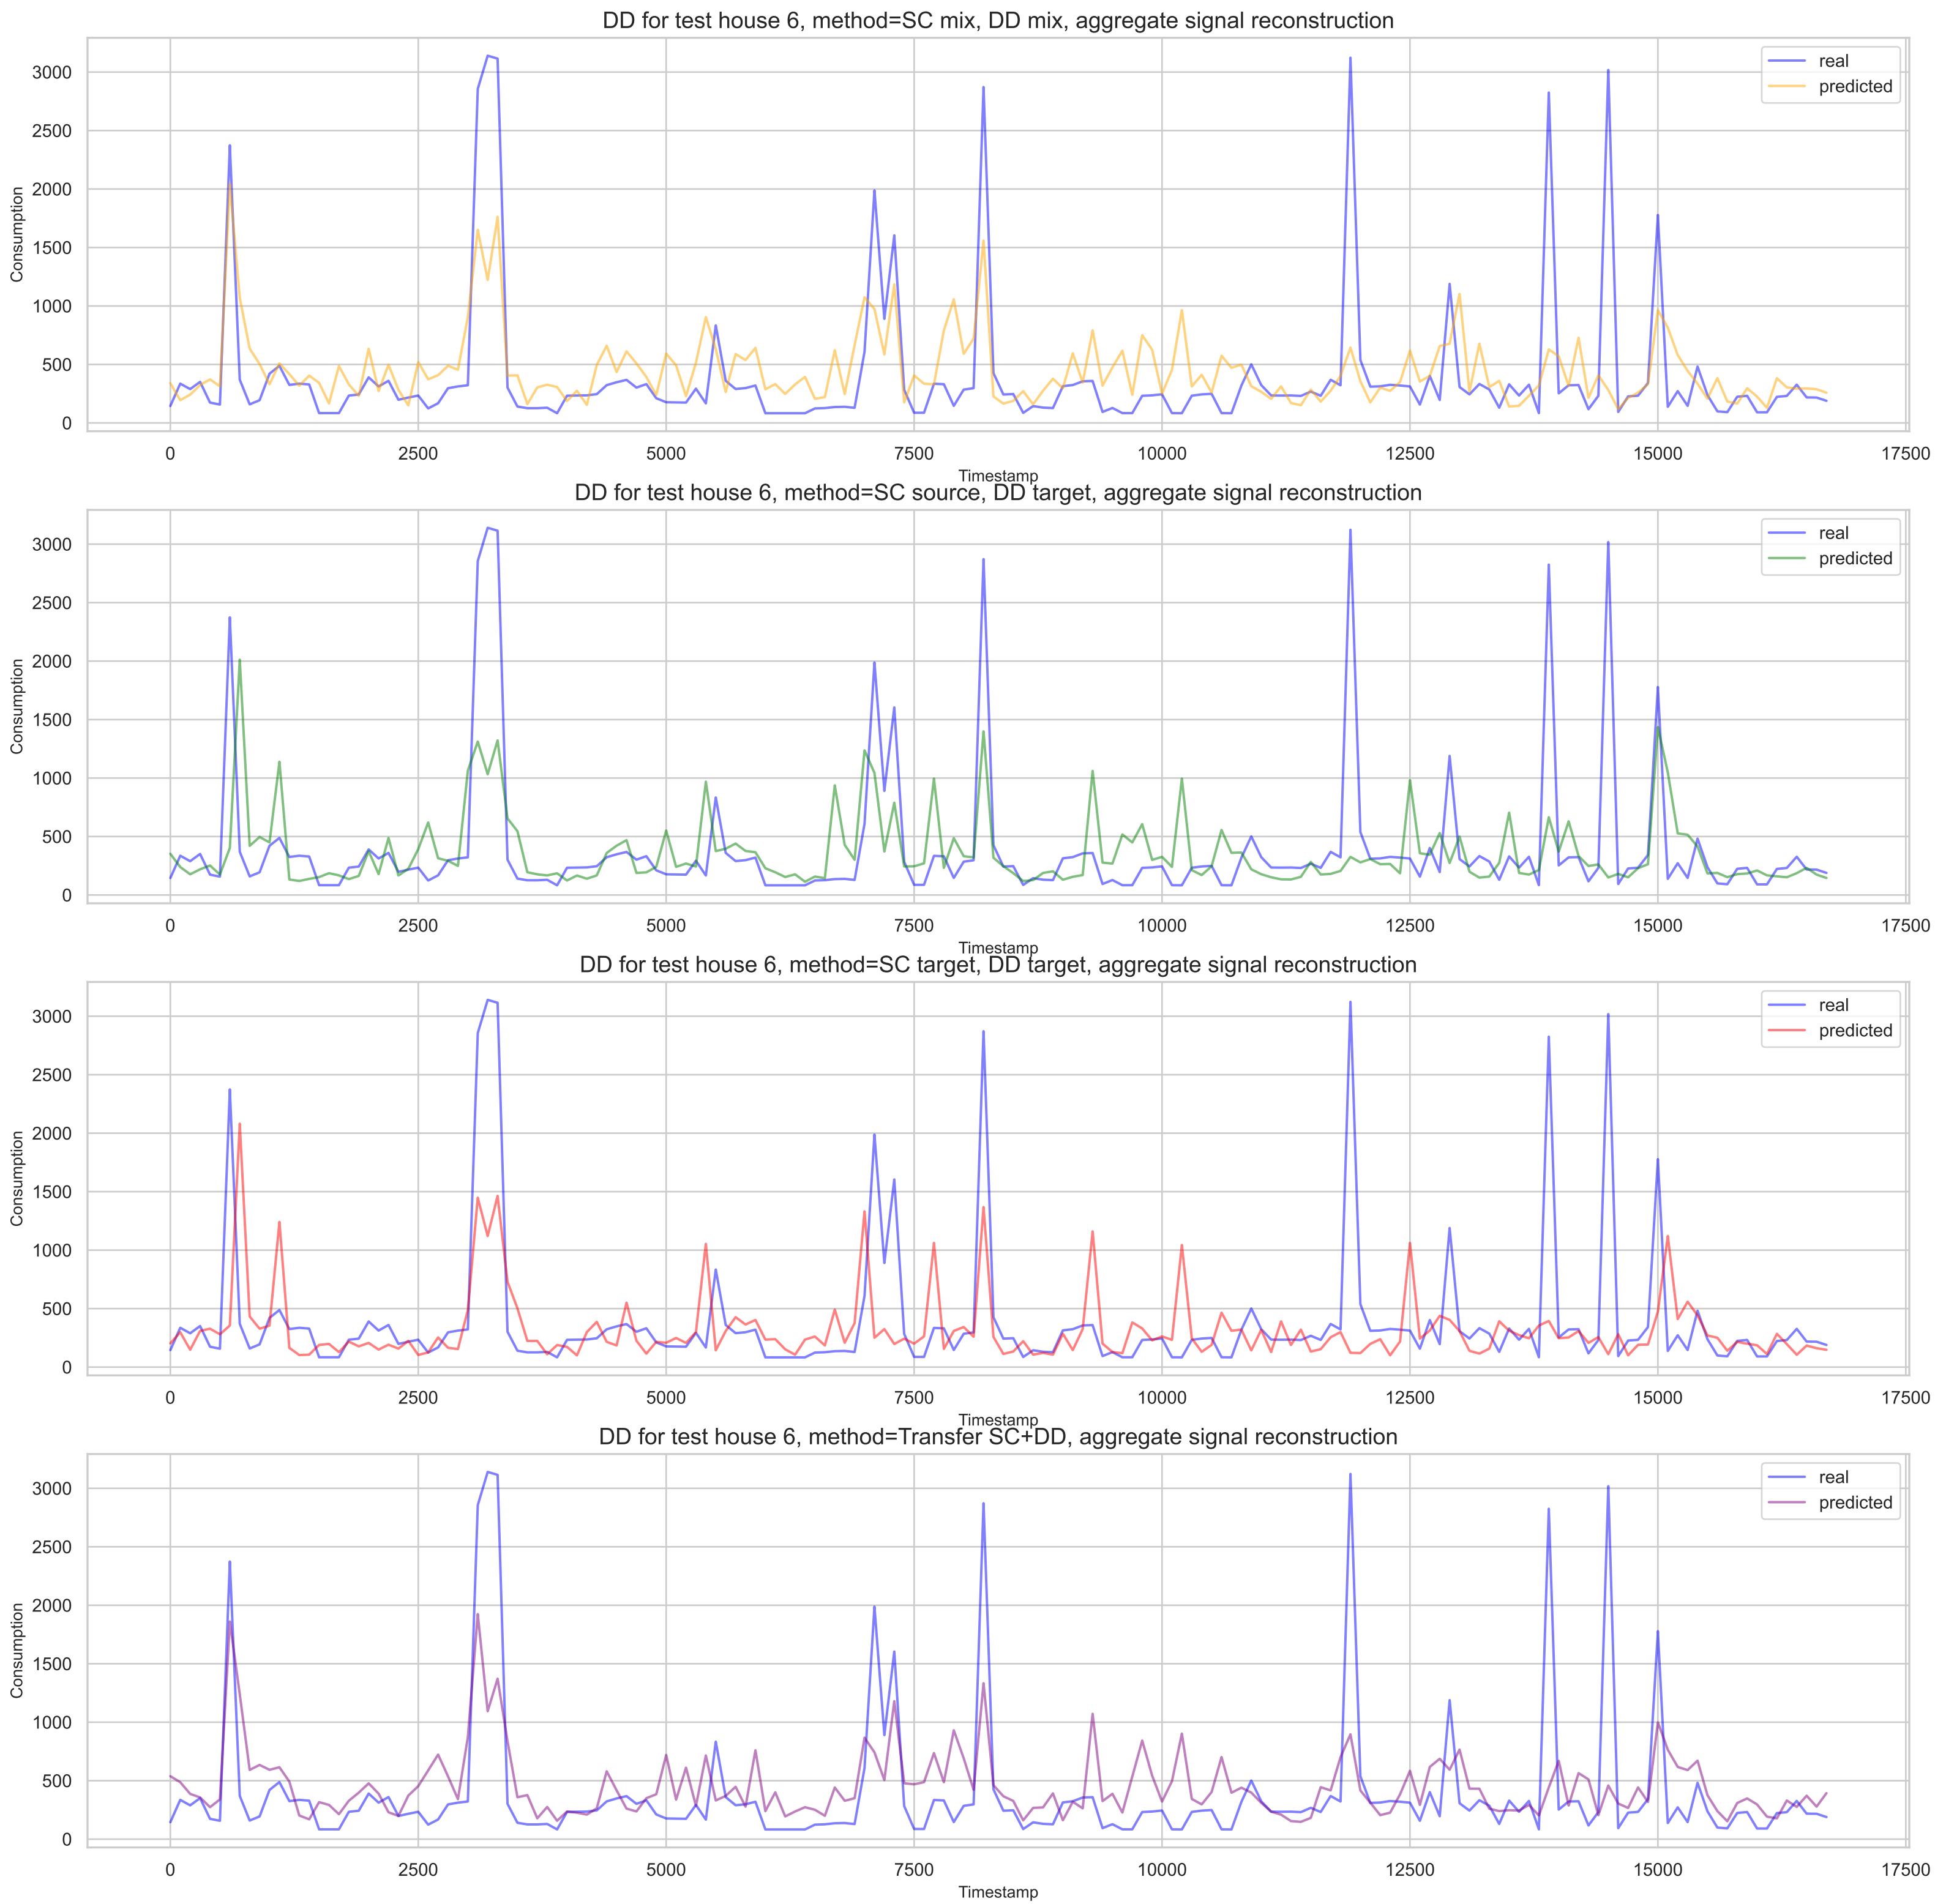 DD for test house 6, method=SC mix, DD mix, aggregate signal reconstruction
real
predicted
3000
2500
2000
1500
1000
500
0
Consumption
0 2500 5000 7500 10000 12500 15000 17500
Timestamp
DD for test house 6, method=SC source, DD target, aggregate signal reconstruction
real
predicted
3000
2500
2000
1500
1000
500
0
Consumption
0 2500 5000 7500 10000 12500 15000 17500
Timestamp
DD for test house 6, method=SC target, DD target, aggregate signal reconstruction
real
predicted
3000
2500
2000
1500
1000
500
0
Consumption
0 2500 5000 7500 10000 12500 15000 17500
Timestamp
DD for test house 6, method=Transfer SC+DD, aggregate signal reconstruction
real
predicted
3000
2500
2000
1500
1000
500
0
Consumption
0 2500 5000 7500 10000 12500 15000 17500
Timestamp